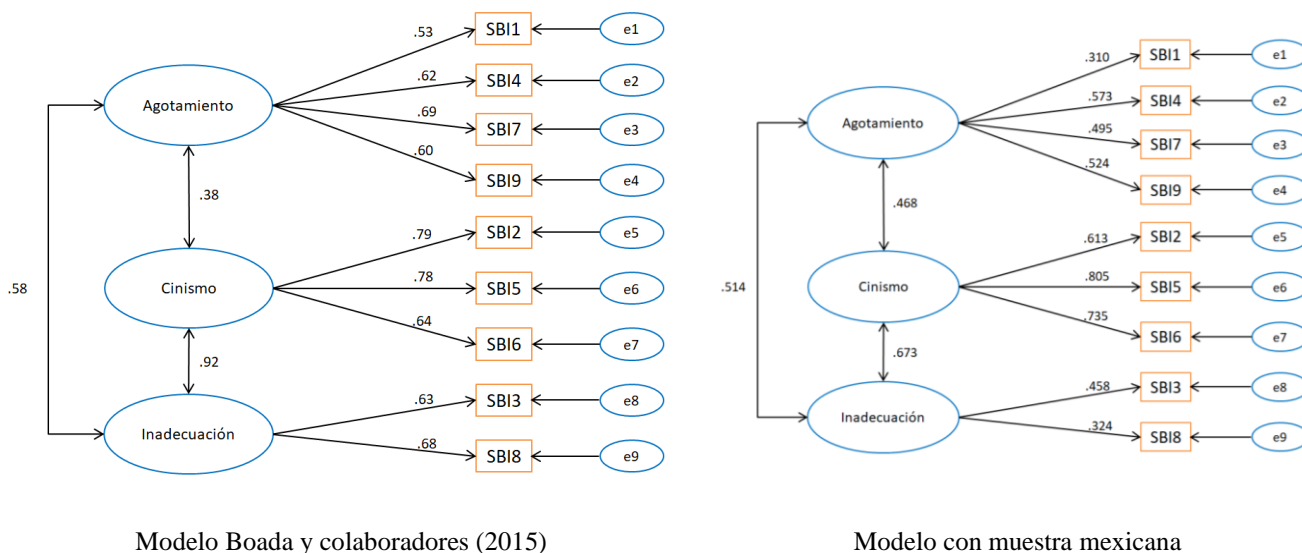 .53
SBI1
e1
.62
SBI4
e2
Agotamiento
.69
SBI7
e3
.60
SBI9
e4
.38
.79
SBI2
e5
.58
Cinismo
.78
SBI5
e6
.64
SBI6
e7
.92
.63
SBI3
e8
Inadecuación
.68
SBI8
e9
Modelo Boada y colaboradores (2015)
.310
SBI1
e1
.573
SBI4
e2
Agotamiento
.495
SBI7
e3
.524
SBI9
e4
.468
.613
SBI2
e5
.514
Cinismo
.805
SBI5
e6
.735
SBI6
e7
.673
.458
SBI3
e8
Inadecuación
.324
SBI8
e9
Modelo con muestra mexicana